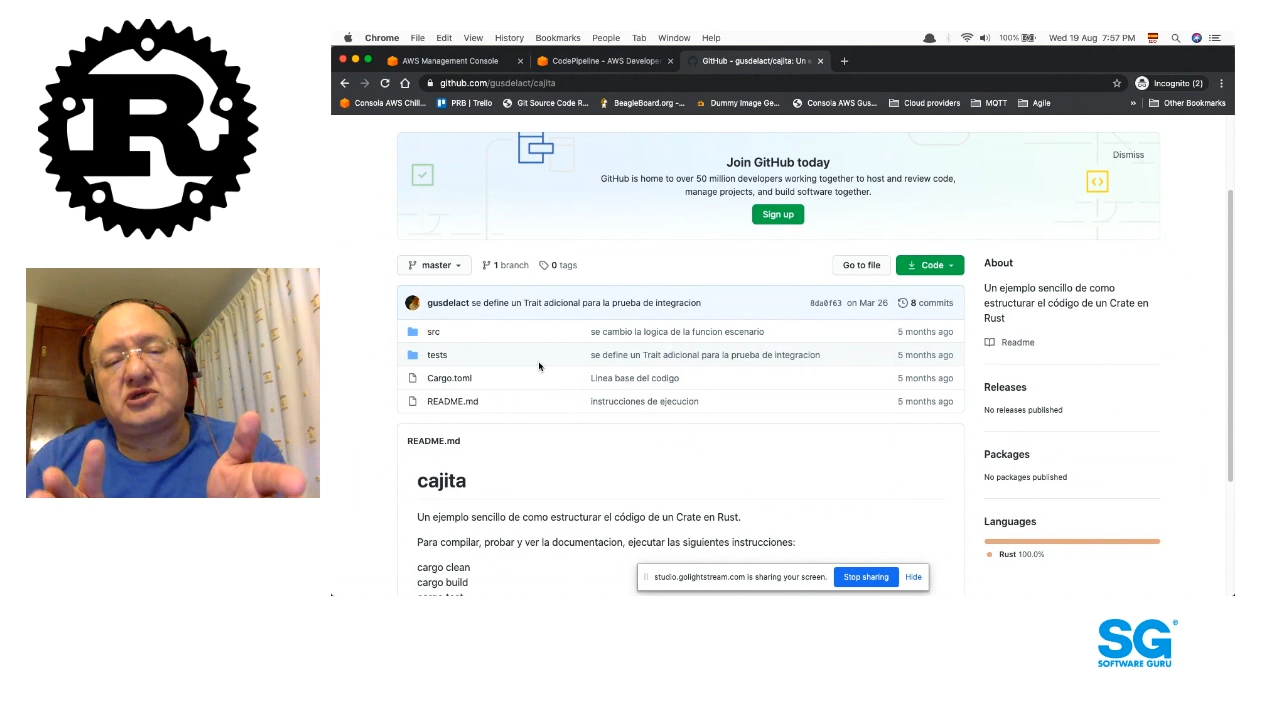 R
Chrome File Edit View History Bookmarks People Tab Window Help 100% Wed 19 Aug 7:57 PM
AWS Management Console CodePipeline - AWS Develope GitHub - gusdelact/cajita: Un e
github.com/gusdelact/cajita Incognito (2)
Consola AWS Chill... PRB | Trello Git Source Code R... BeagleBoard.org -... Dummy Image Ge... Consola AWS Gus... Cloud providers MQTT Agile » Other Bookmarks
Join GitHub today
Dismiss
GitHub is home to over 50 million developers working together to host and review code,
manage projects, and build software together.
Sign up
master 1 branch 0 tags Go to file Code
gusdelact se define un Trait adicional para la prueba de integracion 8da0f63 on Mar 26 8 commits
src se cambio la logica de la funcion escenario 5 months ago
tests se define un Trait adicional para la prueba de integracion 5 months ago
Cargo.toml Linea base del codigo 5 months ago
README.md instrucciones de ejecucion 5 months ago
README.md
cajita
Un ejemplo sencillo de como estructurar el código de un Crate en Rust.
Para compilar, probar y ver la documentacion, ejecutar las siguientes instrucciones:
cargo clean
cargo build
About
Un ejemplo de como
estructurar el código de un Crate en
Rust
Readme
Releases
No releases published
Packages
No packages published
Languages
Rust 100.0%
studio.golightstream.com is sharing your screen. Stop sharing Hide
SG
SOFTWARE GURU